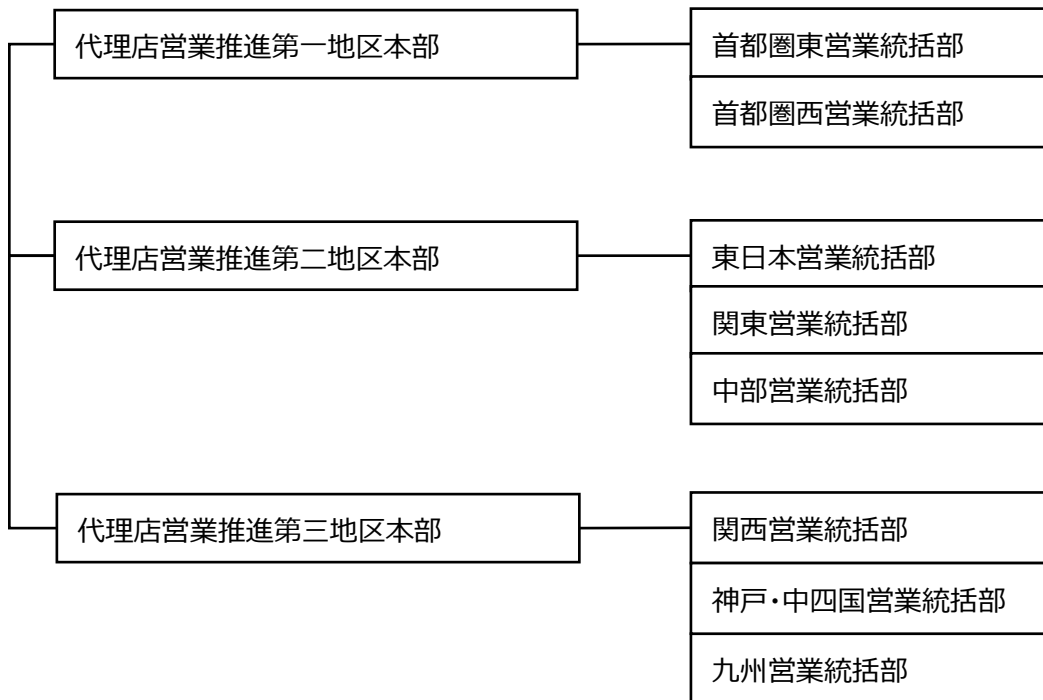 代理店営業推進第一地区本部
首都圏東営業統括部
首都圏西営業統括部
代理店営業推進第二地区本部
東日本営業統括部
関東営業統括部
中部営業統括部
代理店営業推進第三地区本部
関西営業統括部
神戸・中四国営業統括部
九州営業統括部